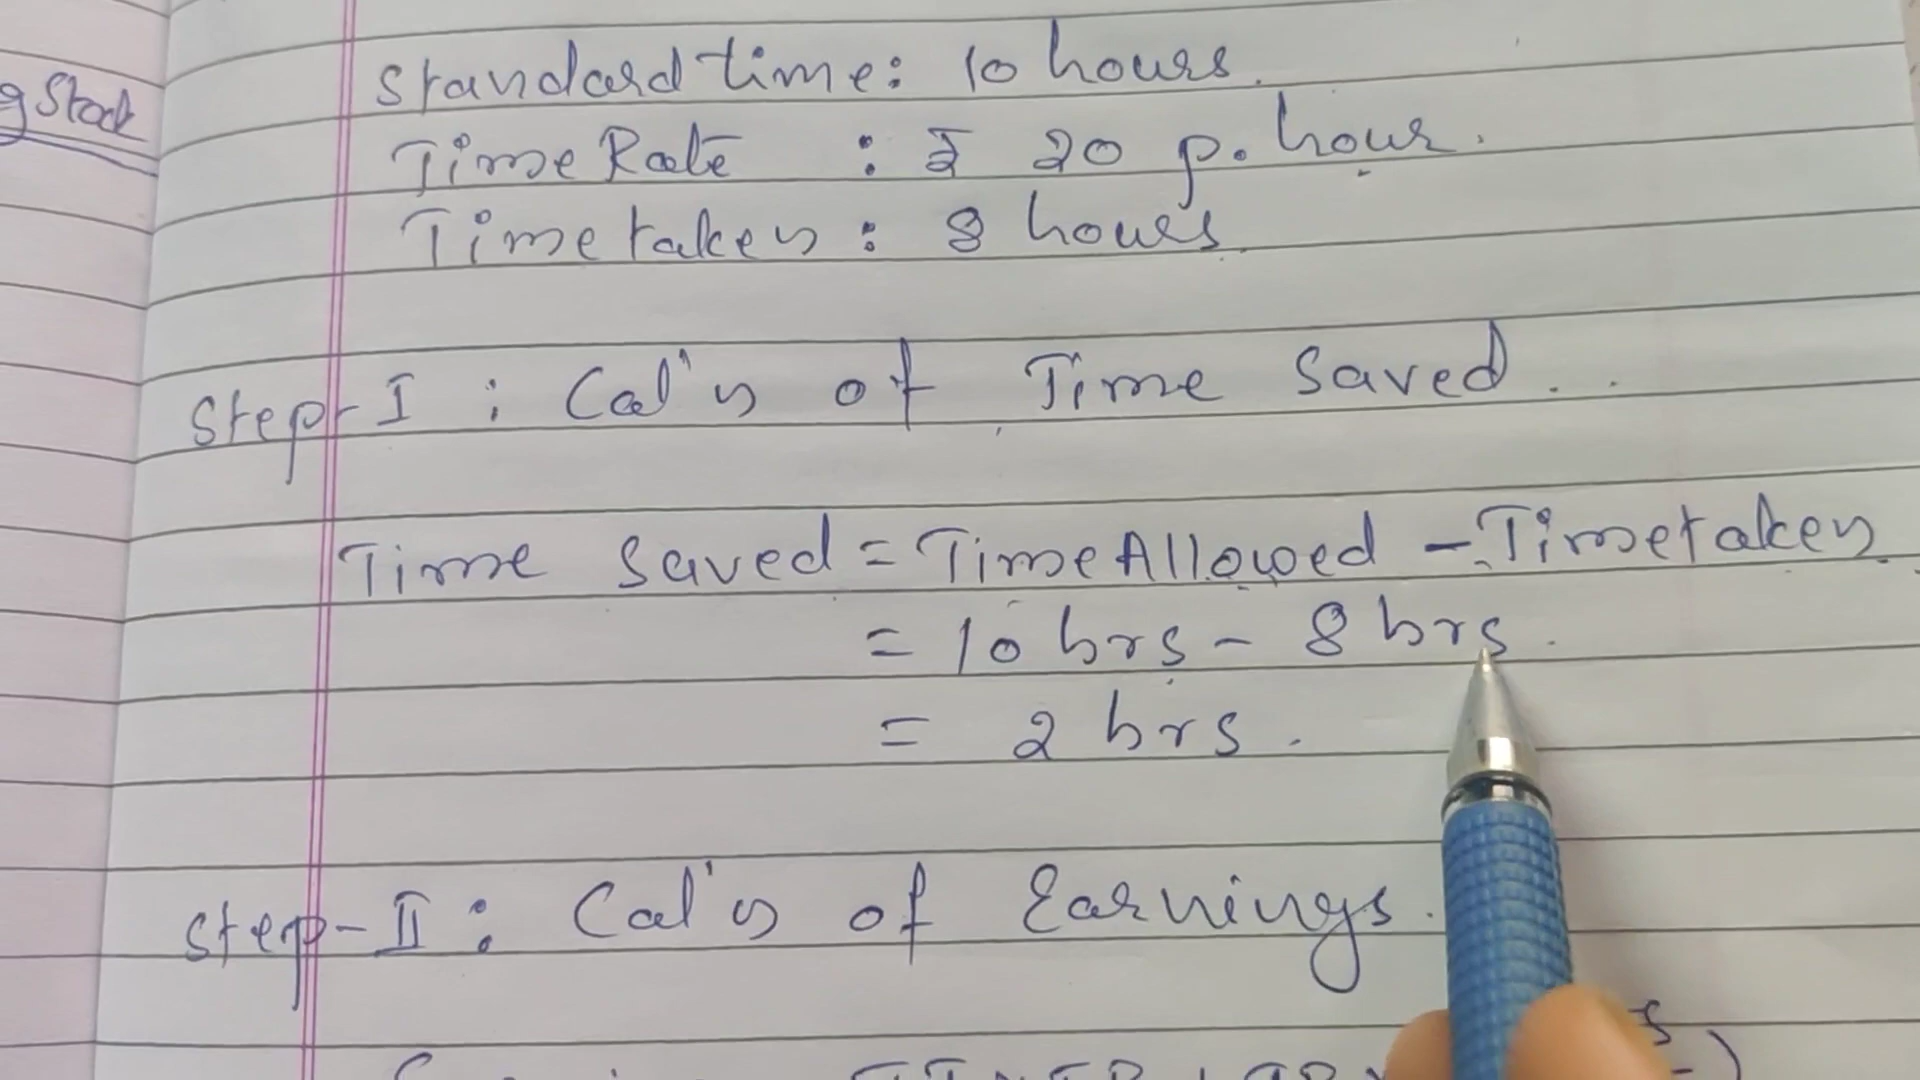 g Stock
Standard time: 10 hours.
Time Rate : ₹ 20 p. hour.
Time taken : 8 hours.
Step-I : Cal'n of Time Saved.
Time Saved = Time Allowed - Time taken
= 10 hrs - 8 hrs.
= 2 hrs.
Step-II : Cal'n of Earnings.